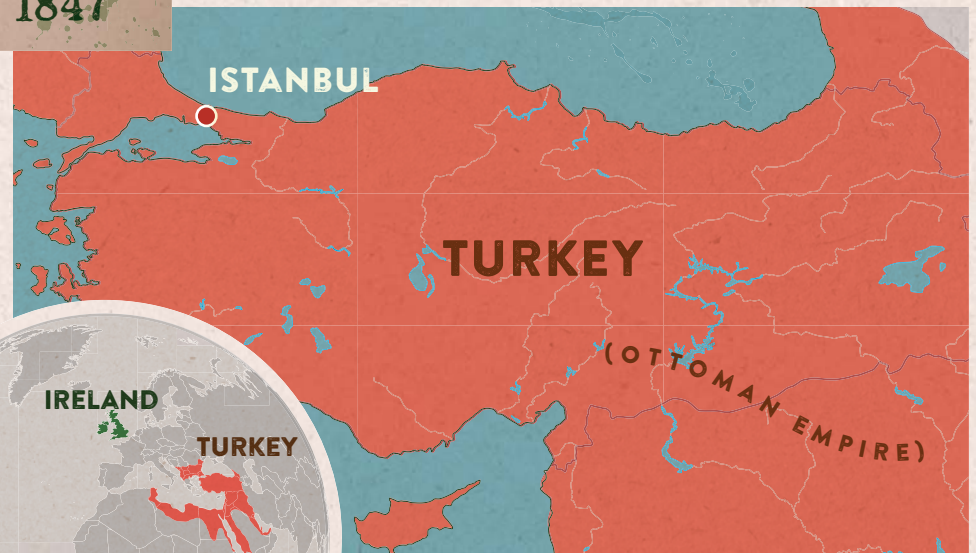 1847
ISTANBUL
TURKEY
(OTTOMAN EMPIRE)
IRELAND
TURKEY